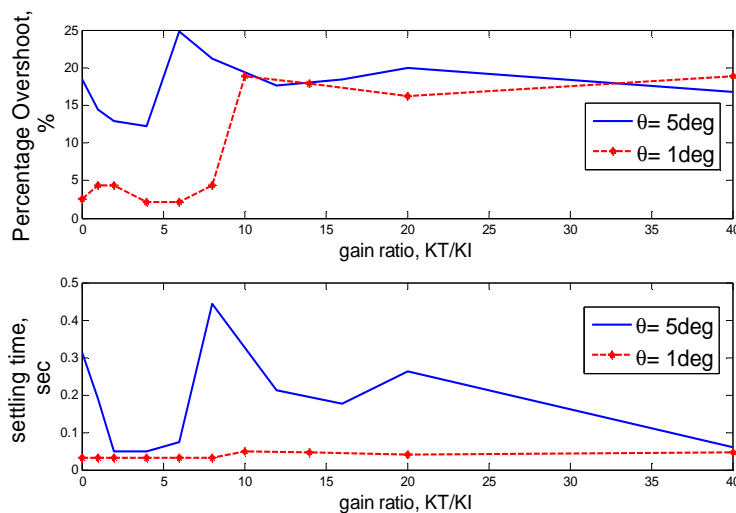 Percentage Overshoot,
%
25
20
15
10
5
0
θ= 5deg
θ= 1deg
0 5 10 15 20 25 30 35 40
gain ratio, KT/KI
settling time,
sec
0.5
0.4
0.3
0.2
0.1
0
θ= 5deg
θ= 1deg
0 5 10 15 20 25 30 35 40
gain ratio, KT/KI